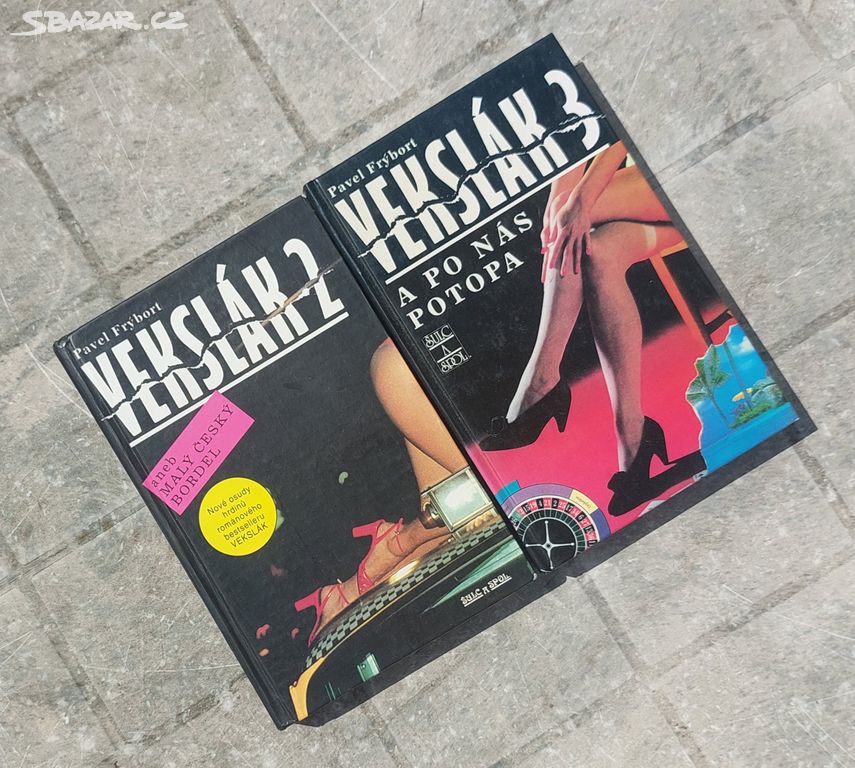 SBAZAR.CZ
Pavel Frýbort
VEKSLÁK 2
aneb
MALÝ ČESKÝ
BORDEL
Nové osudy
hrdinů
románového
bestselleru
VEKSLÁK
ŠULC A SPOL.
Pavel Frýbort
VEKSLÁK 3
A PO NÁS
POTOPA
ŠULC
A
SPOL.